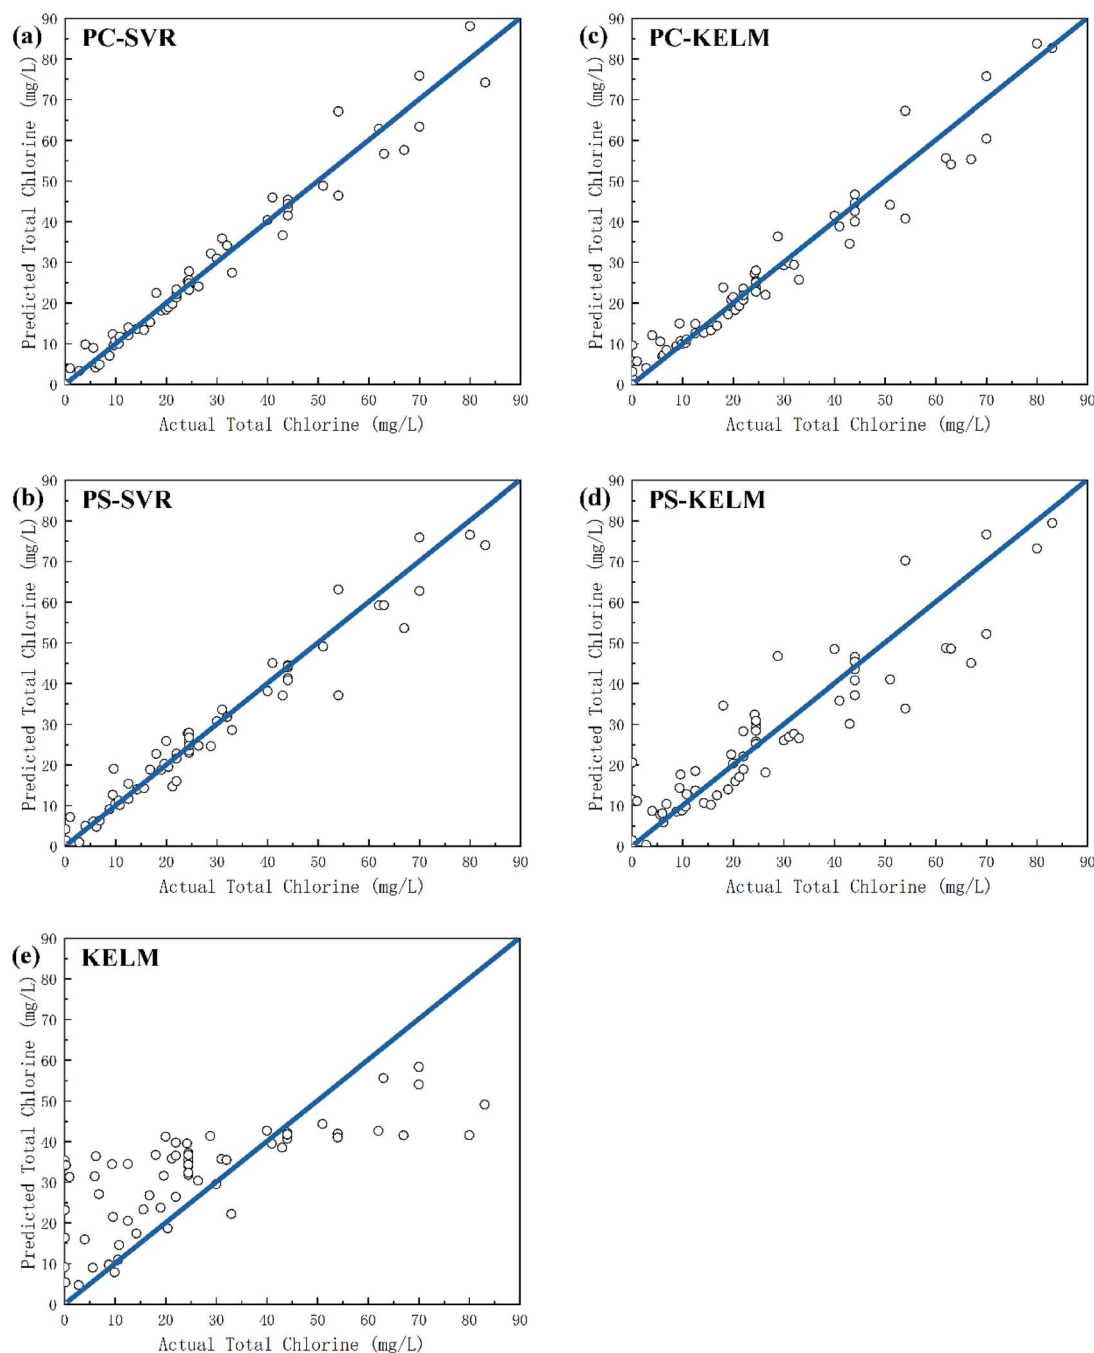 (a) PC-SVR
90
80
70
60
50
40
30
20
10
0
Predicted Total Chlorine (mg/L)
0 10 20 30 40 50 60 70 80 90
Actual Total Chlorine (mg/L)
(c) PC-KELM
90
80
70
60
50
40
30
20
10
0
Predicted Total Chlorine (mg/L)
0 10 20 30 40 50 60 70 80 90
Actual Total Chlorine (mg/L)
(b) PS-SVR
90
80
70
60
50
40
30
20
10
0
Predicted Total Chlorine (mg/L)
0 10 20 30 40 50 60 70 80 90
Actual Total Chlorine (mg/L)
(d) PS-KELM
90
80
70
60
50
40
30
20
10
0
Predicted Total Chlorine (mg/L)
0 10 20 30 40 50 60 70 80 90
Actual Total Chlorine (mg/L)
(e) KELM
90
80
70
60
50
40
30
20
10
0
Predicted Total Chlorine (mg/L)
0 10 20 30 40 50 60 70 80 90
Actual Total Chlorine (mg/L)